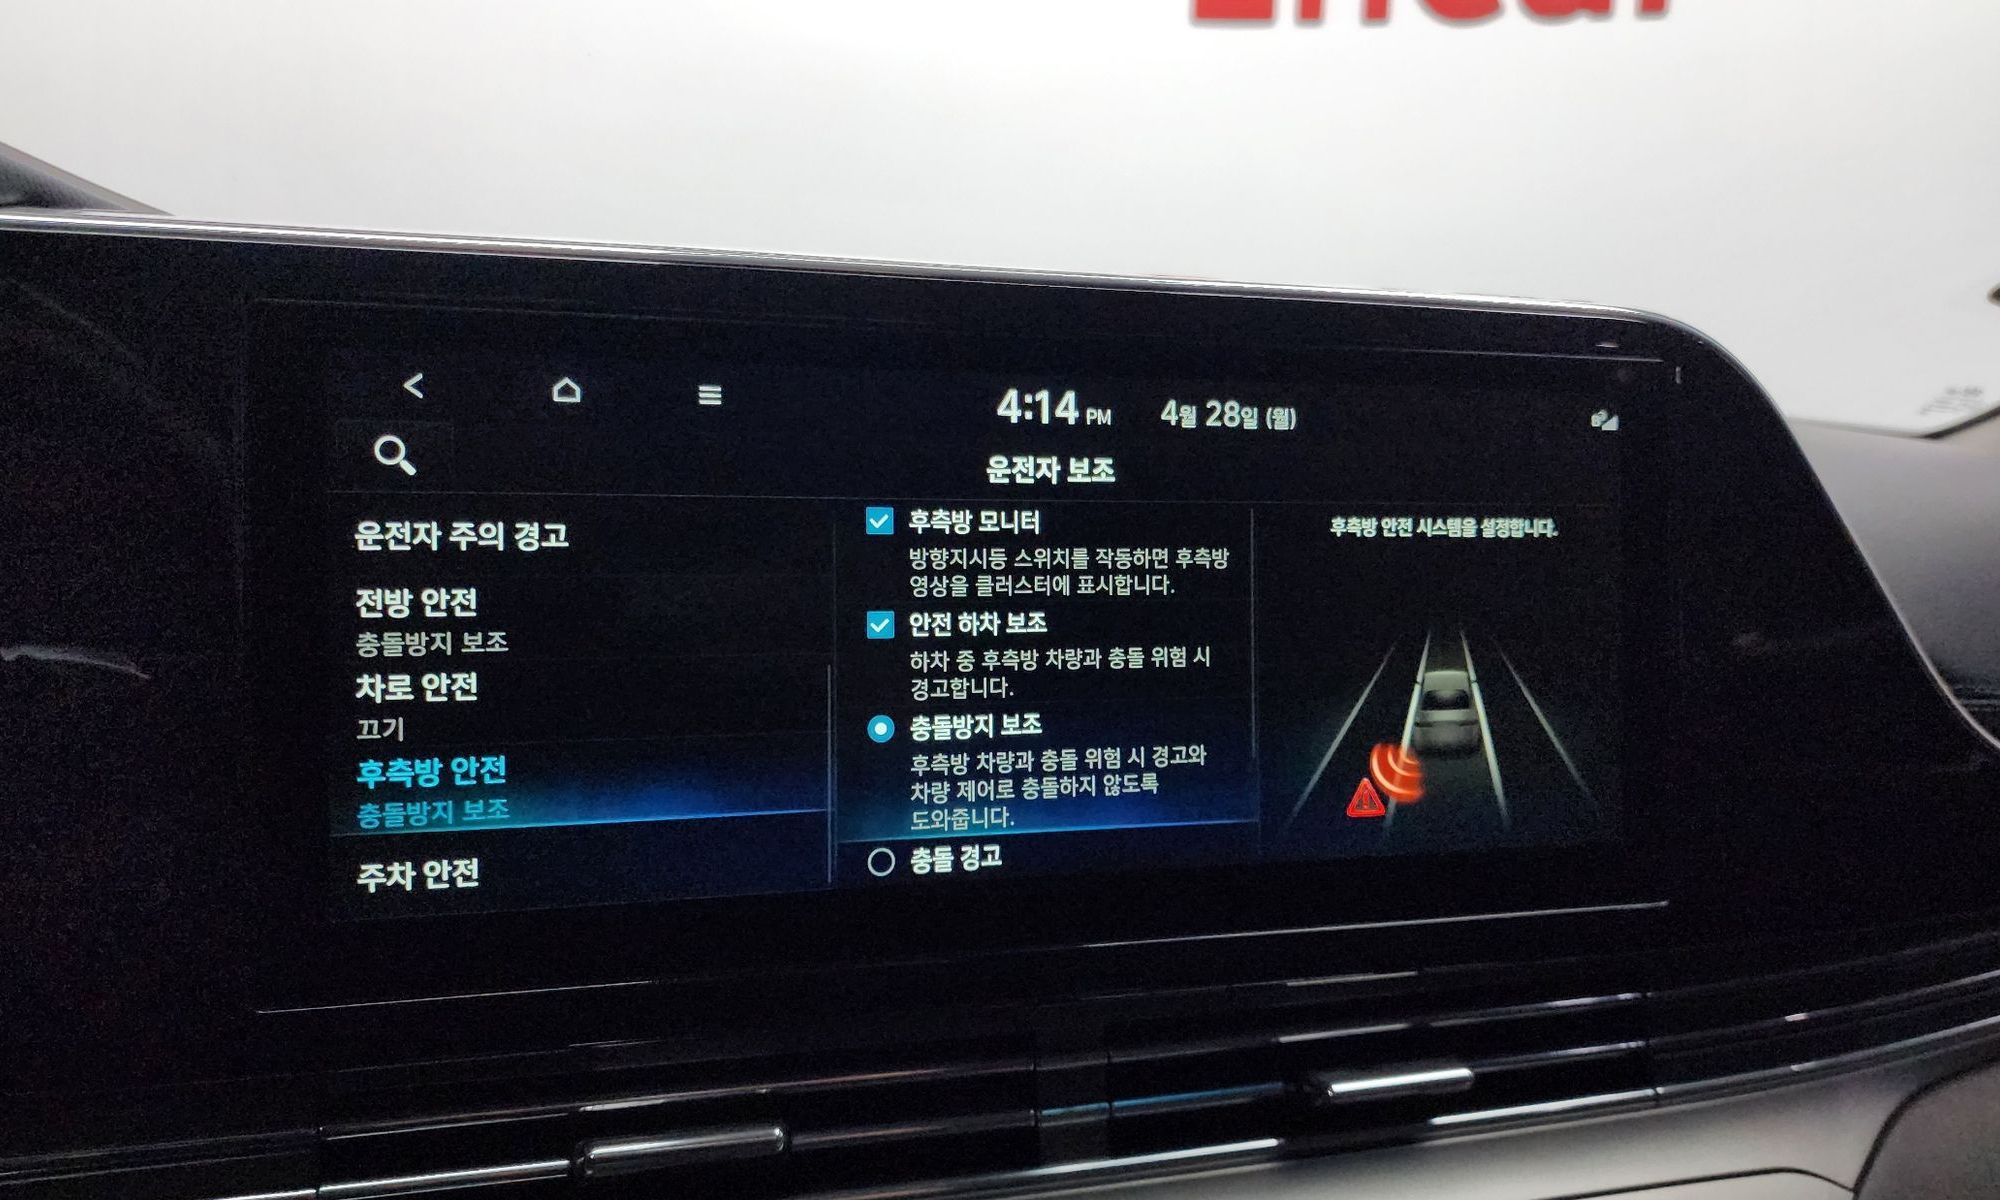 4:14 PM 4월 28일 (월)
운전자 보조
운전자 주의 경고
전방 안전
충돌방지 보조
차로 안전
끄기
후측방 안전
충돌방지 보조
주차 안전
후측방 모니터
방향지시등 스위치를 작동하면 후측방
영상을 클러스터에 표시합니다.
안전 하차 보조
하차 중 후측방 차량과 충돌 위험 시
경고합니다.
충돌방지 보조
후측방 차량과 충돌 위험 시 경고와
차량 제어로 충돌하지 않도록
도와줍니다.
충돌 경고
후측방 안전 시스템을 설정합니다.